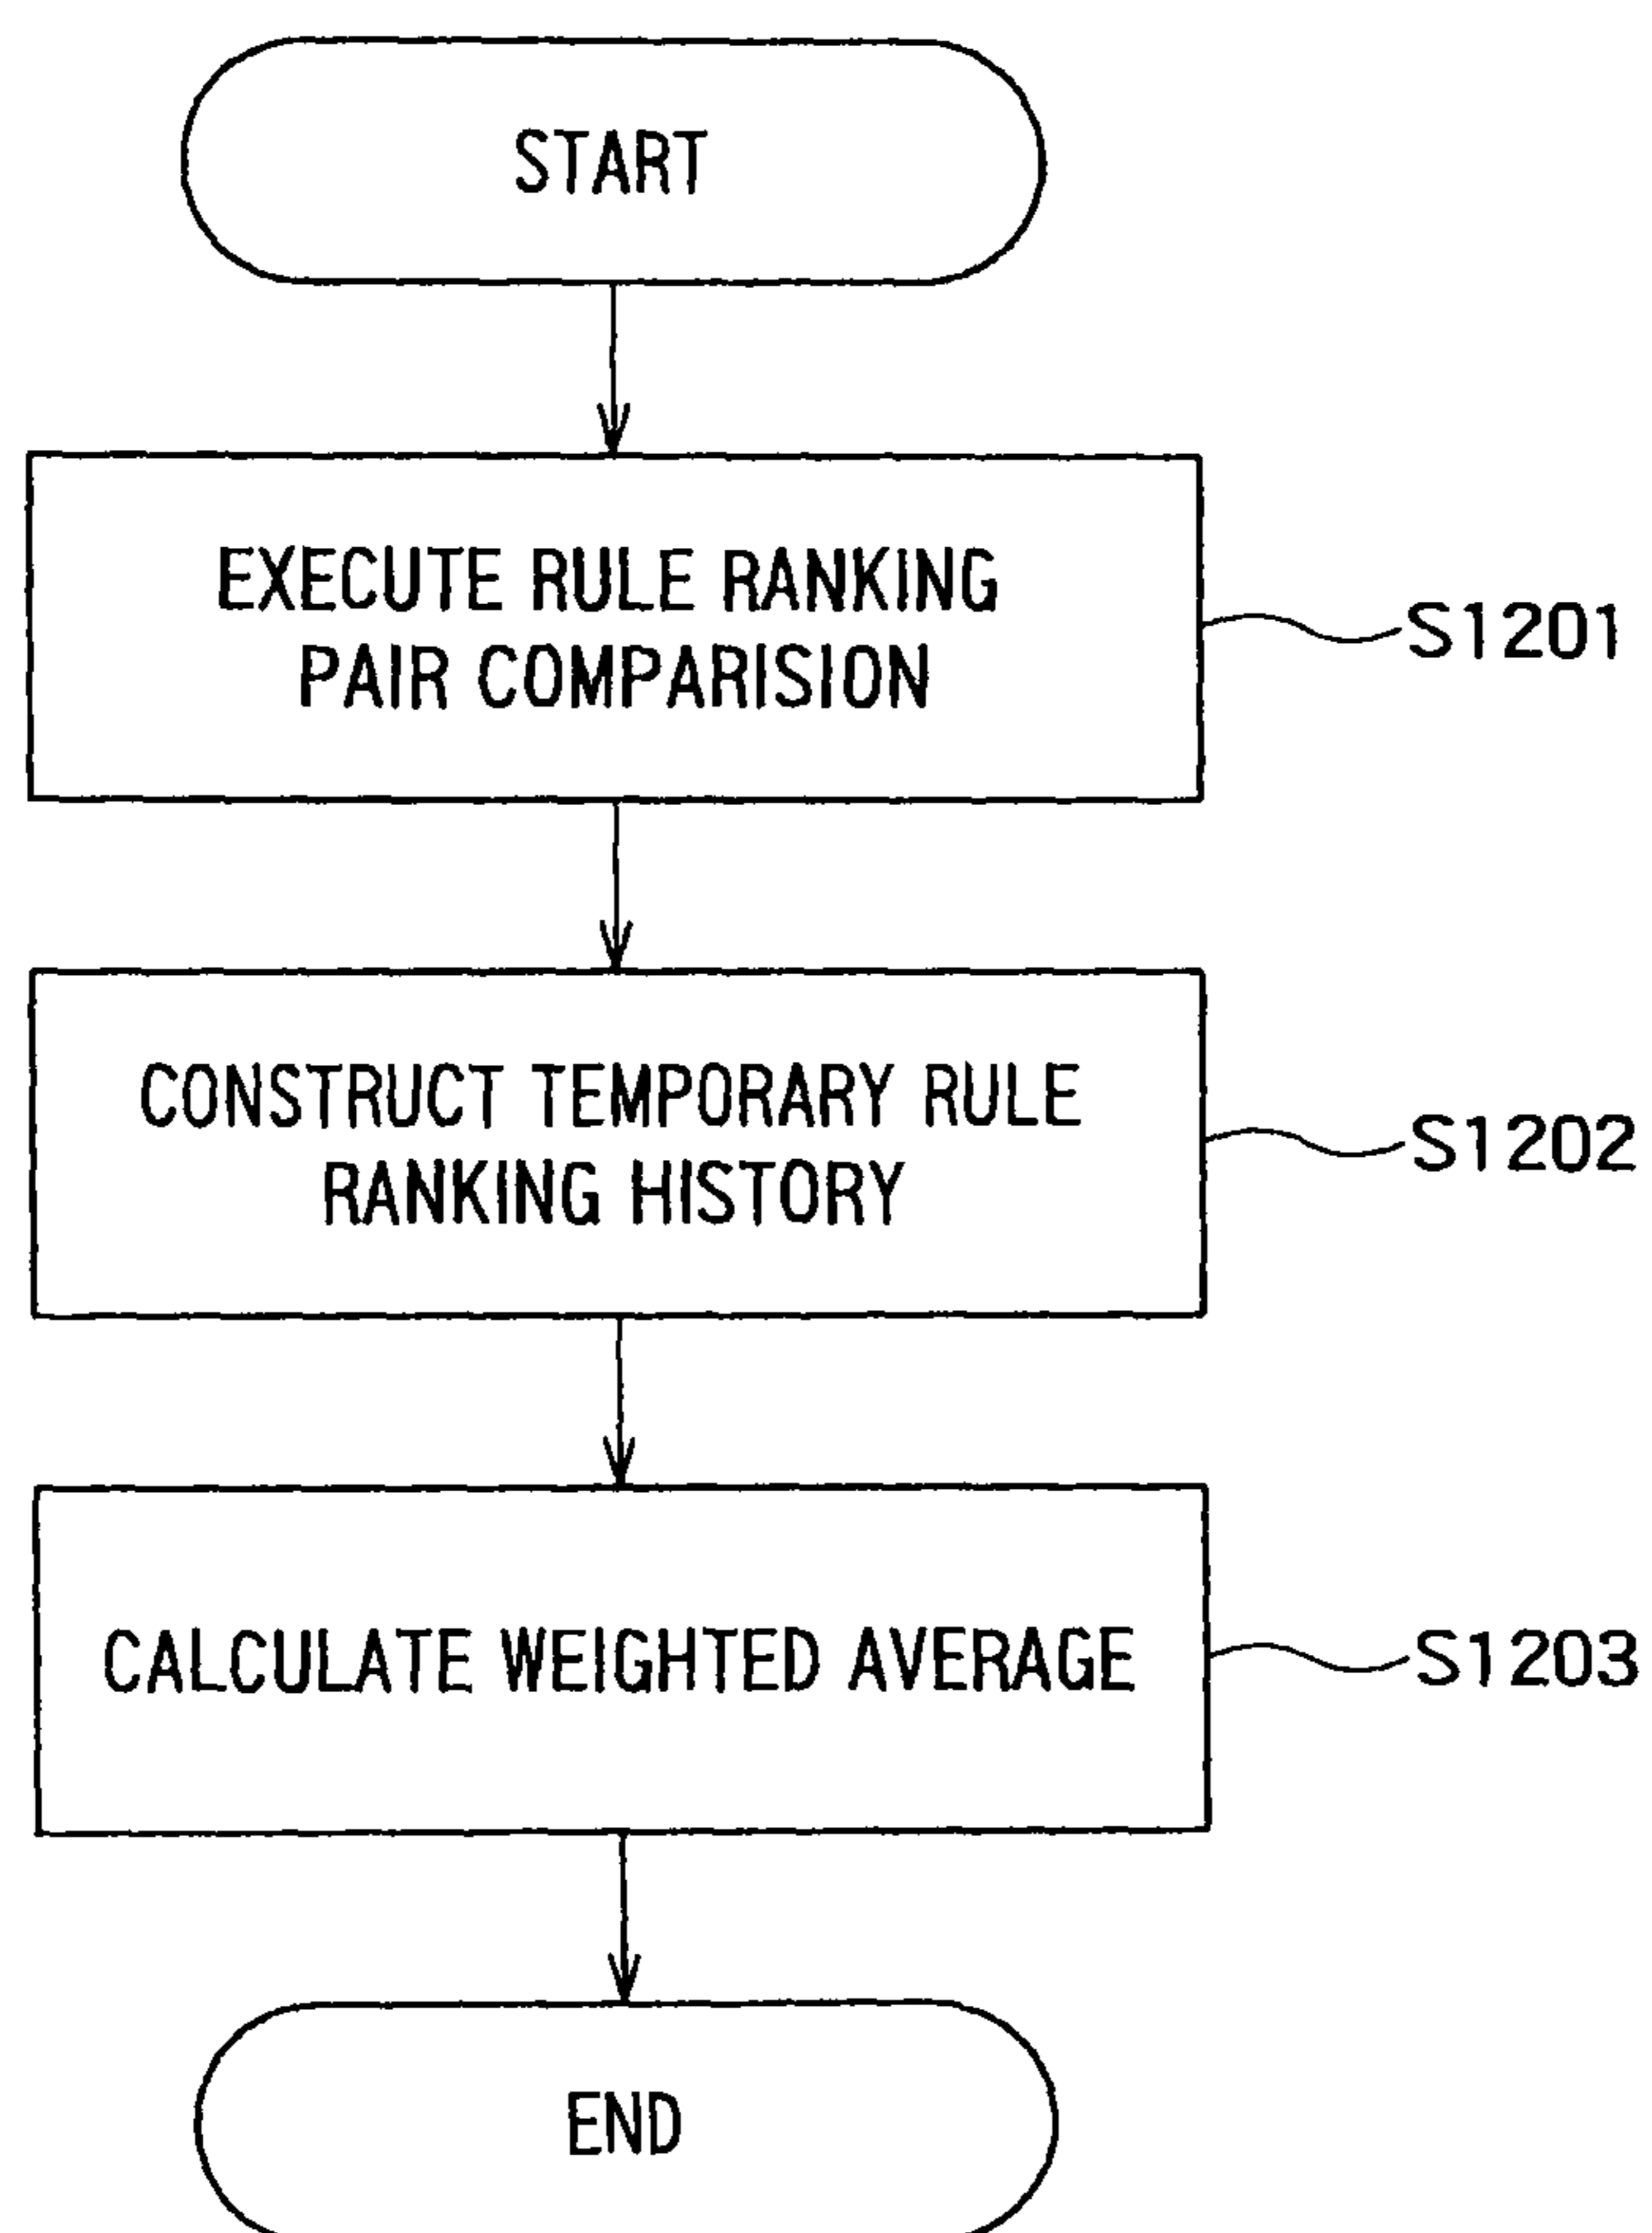 START
EXECUTE RULE RANKING
PAIR COMPARISION
S1201
CONSTRUCT TEMPORARY RULE
RANKING HISTORY
S1202
CALCULATE WEIGHTED AVERAGE
S1203
END